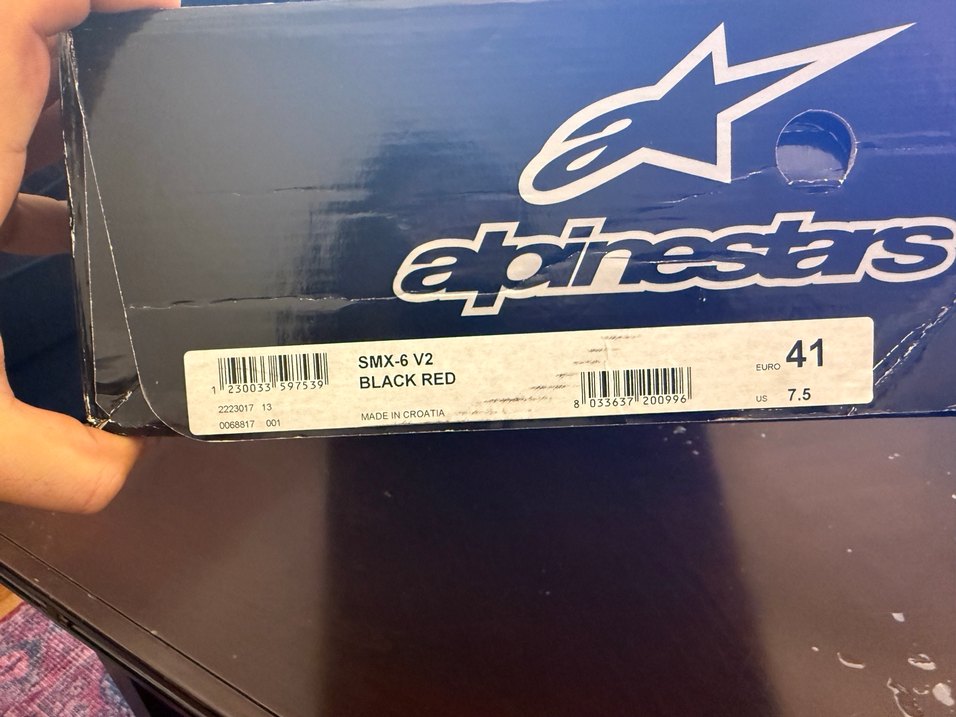 alpinestars
1 230033 597539
2223017 13
0068817 001
SMX-6 V2
BLACK RED
MADE IN CROATIA
8 033637 200996
EURO 41
US 7.5